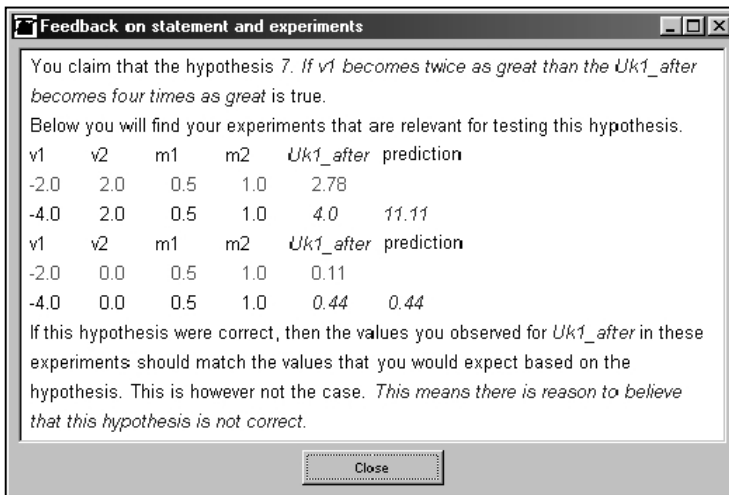 Feedback on statement and experiments
You claim that the hypothesis 7. If v1 becomes twice as great than the Uk1_after
becomes four times as great is true.
Below you will find your experiments that are relevant for testing this hypothesis.
v1 v2 m1 m2 Uk1_after prediction
-2.0 2.0 0.5 1.0 2.78
-4.0 2.0 0.5 1.0 4.0 11.11
v1 v2 m1 m2 Uk1_after prediction
-2.0 0.0 0.5 1.0 0.11
-4.0 0.0 0.5 1.0 0.44 0.44
If this hypothesis were correct, then the values you observed for Uk1_after in these
experiments should match the values that you would expect based on the
hypothesis. This is however not the case. This means there is reason to believe
that this hypothesis is not correct.
Close